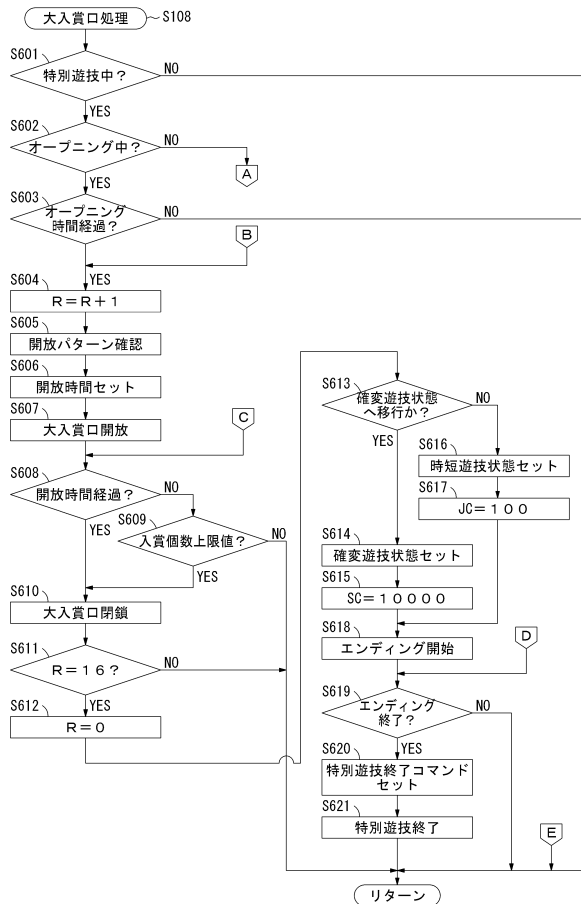 大入賞口処理
S108
S601
特別遊技中？
NO
YES
S602
オープニング中？
NO
A
YES
S603
オープニング
時間経過？
NO
B
YES
S604
R＝R＋1
S605
開放パターン確認
S606
開放時間セット
S607
大入賞口開放
C
S608
開放時間経過？
NO
YES
S609
入賞個数上限値？
NO
YES
S610
大入賞口閉鎖
S611
R＝16？
NO
YES
S612
R＝0
S613
確変遊技状態
へ移行か？
NO
YES
S616
時短遊技状態セット
S617
JC＝100
S614
確変遊技状態セット
S615
SC＝10000
S618
エンディング開始
D
S619
エンディング
終了？
NO
YES
S620
特別遊技終了コマンド
セット
S621
特別遊技終了
E
リターン